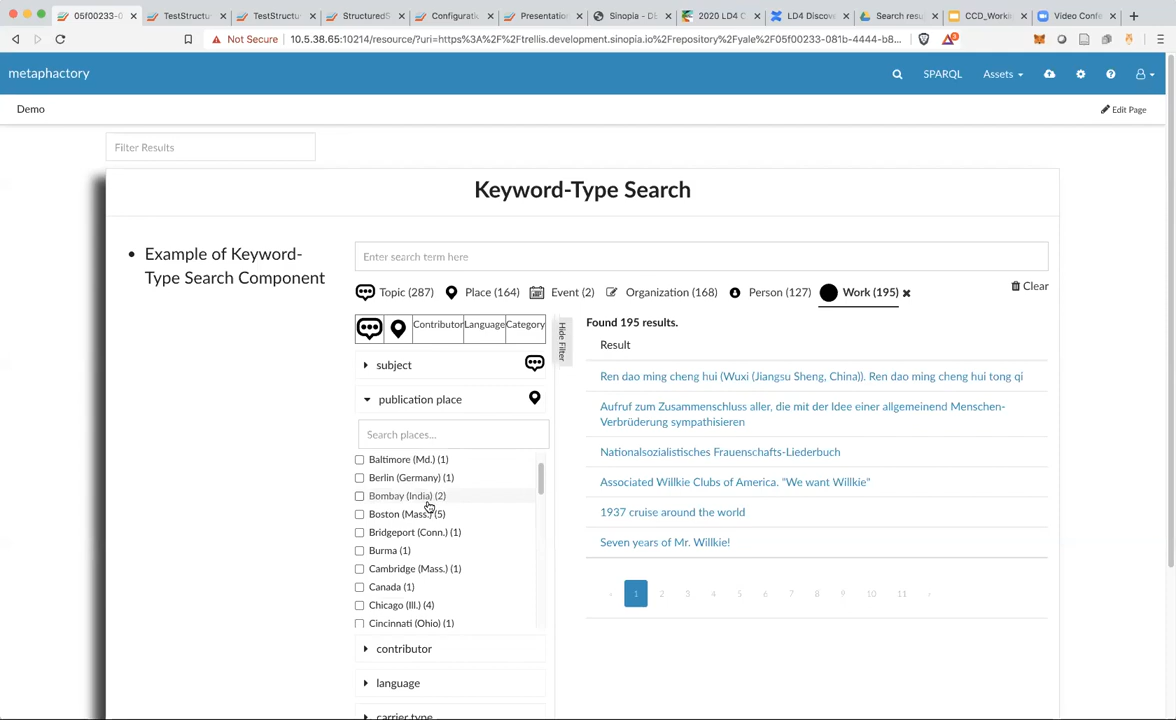 05f00233-0
TestStructu
TestStructu
StructuredS
Configuratio
Presentation
Sinopia - DE
2020 LD4 C
LD4 Discov
Search resu
CCD_Workin
Video Confe
Not Secure
10.5.38.65:10214/resource/?uri=https%3A%2F%2Ftrellis.development.sinopia.io%2Frepository%2Fyale%2F05f00233-081b-4444-b8...
metaphactory
SPARQL
Assets
Demo
Edit Page
Filter Results
Keyword-Type Search
• Example of Keyword-
Type Search Component
Enter search term here
Topic (287)
Place (164)
Event (2)
Organization (168)
Person (127)
Work (195)
Clear
Contributor
Language
Category
Hide Filter
subject
publication place
Search places...
Baltimore (Md.) (1)
Berlin (Germany) (1)
Bombay (India) (2)
Boston (Mass.) (5)
Bridgeport (Conn.) (1)
Burma (1)
Cambridge (Mass.) (1)
Canada (1)
Chicago (Ill.) (4)
Cincinnati (Ohio) (1)
contributor
language
carrier type
Found 195 results.
Result
Ren dao ming cheng hui (Wuxi (Jiangsu Sheng, China)). Ren dao ming cheng hui tong qi
Aufruf zum Zusammenschluss aller, die mit der Idee einer allgemeinend Menschen-
Verbrüderung sympathisieren
Nationalsozialistisches Frauenschafts-Liederbuch
Associated Willkie Clubs of America. "We want Willkie"
1937 cruise around the world
Seven years of Mr. Willkie!
‹ 1 2 3 4 5 6 7 8 9 10 11 ›